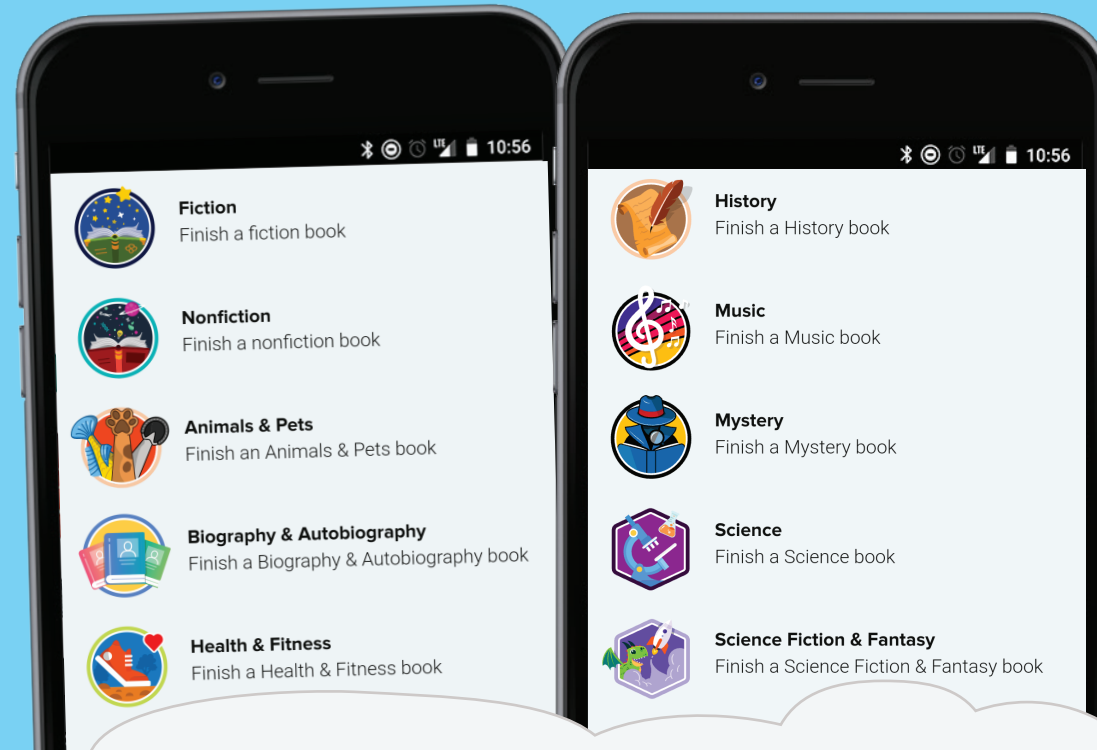 LTE 10:56
Fiction
Finish a fiction book
Nonfiction
Finish a nonfiction book
Animals & Pets
Finish an Animals & Pets book
Biography & Autobiography
Finish a Biography & Autobiography book
Health & Fitness
Finish a Health & Fitness book
LTE 10:56
History
Finish a History book
Music
Finish a Music book
Mystery
Finish a Mystery book
Science
Finish a Science book
Science Fiction & Fantasy
Finish a Science Fiction & Fantasy book